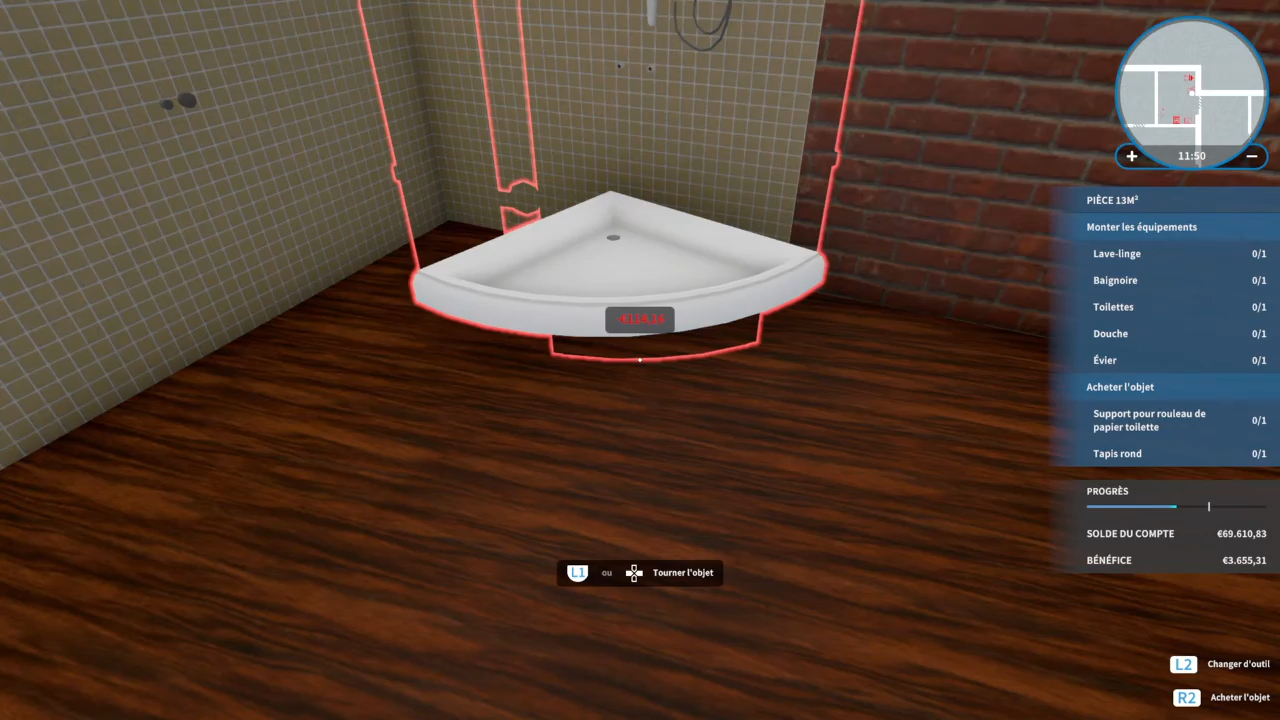 11:50
PIÈCE 13M²
Monter les équipements
Lave-linge 0/1
Baignoire 0/1
Toilettes 0/1
Douche 0/1
Évier 0/1
Acheter l'objet
Support pour rouleau de
papier toilette 0/1
Tapis rond 0/1
PROGRÈS
SOLDE DU COMPTE €69.610,83
BÉNÉFICE €3.655,31
L1 ou Tourner l'objet
L2 Changer d'outil
R2 Acheter l'objet